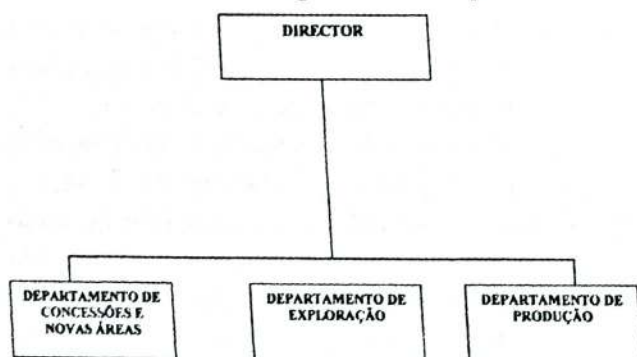 DIRECTOR
DEPARTAMENTO DE
CONCESSÕES E
NOVAS ÁREAS
DEPARTAMENTO DE
EXPLORAÇÃO
DEPARTAMENTO DE
PRODUÇÃO